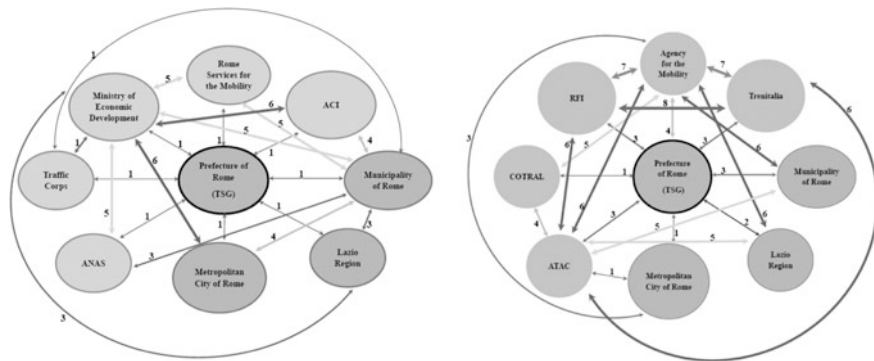 1
Rome
Services for
the Mobility
5
Ministry of
Economic
Development
6
ACI
1
1
1
5
5
1
4
Traffic
Corps
1
6
Prefecture of
Rome
(TSG)
1
Municipality
of Rome
5
1
3
1
1
3
ANAS
4
Metropolitan
City of Rome
Lazio
Region
3
Agency
for the
Mobility
7
7
RFI
Trenitalia
8
4
6
3
6
5
3
3
6
COTRAL
1
Prefecture
of Rome
(TSG)
3
Municipality
of Rome
6
4
3
2
6
5
1
5
ATAC
1
Metropolitan
City of Rome
Lazio
Region